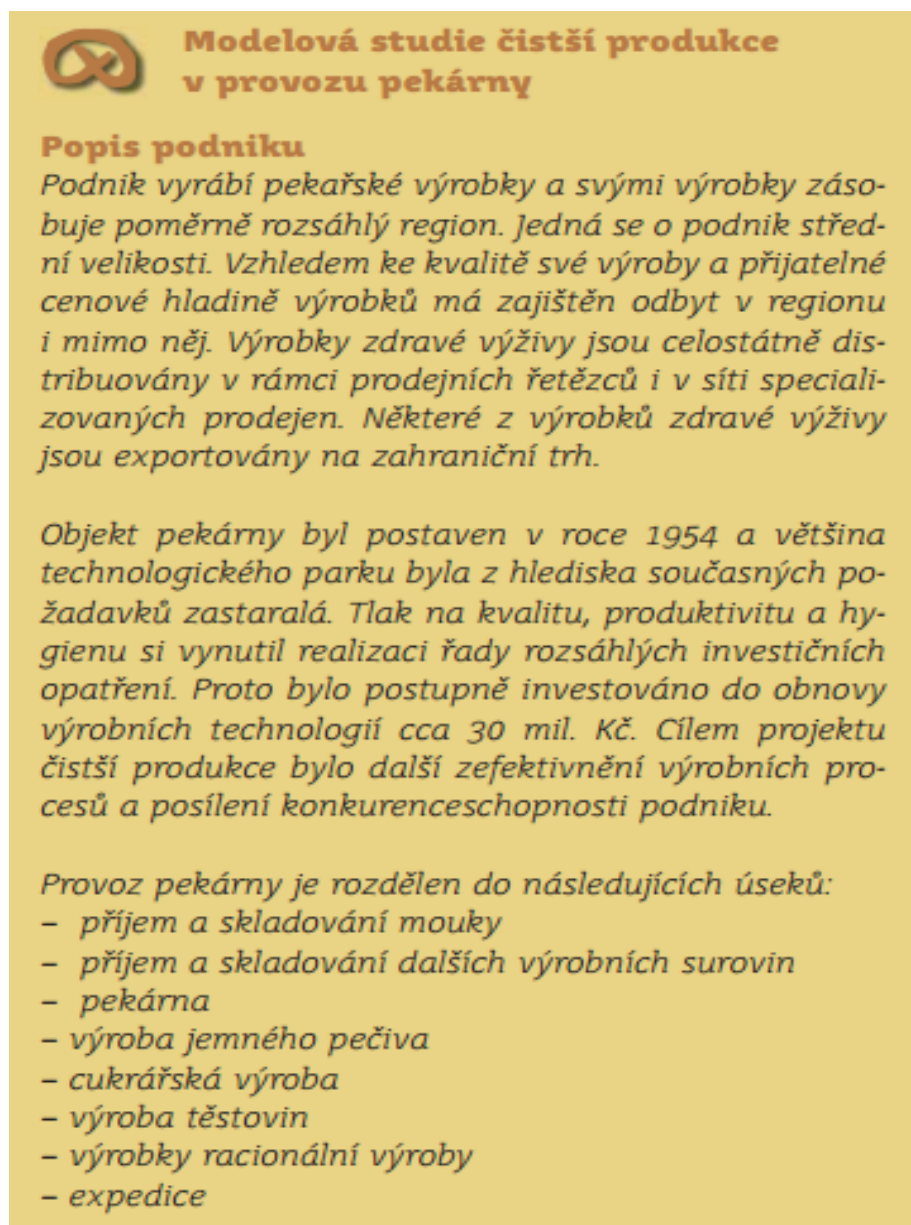 Modelová studie čistší produkce
v provozu pekárny
Popis podniku
Podnik vyrábí pekařské výrobky a svými výrobky záso-
buje poměrně rozsáhlý region. Jedná se o podnik střed-
ní velikosti. Vzhledem ke kvalitě své výroby a přijatelné
cenové hladině výrobků má zajištěn odbyt v regionu
i mimo něj. Výrobky zdravé výživy jsou celostátně dis-
tribuovány v rámci prodejních řetězců i v síti speciali-
zovaných prodejen. Některé z výrobků zdravé výživy
jsou exportovány na zahraniční trh.
Objekt pekárny byl postaven v roce 1954 a většina
technologického parku byla z hlediska současných po-
žadavků zastaralá. Tlak na kvalitu, produktivitu a hy-
gienu si vynutil realizaci řady rozsáhlých investičních
opatření. Proto bylo postupně investováno do obnovy
výrobních technologií cca 30 mil. Kč. Cílem projektu
čistší produkce bylo další zefektivnění výrobních pro-
cesů a posílení konkurenceschopnosti podniku.
Provoz pekárny je rozdělen do následujících úseků:
– příjem a skladování mouky
– příjem a skladování dalších výrobních surovin
– pekárna
– výroba jemného pečiva
– cukrářská výroba
– výroba těstovin
– výrobky racionální výroby
– expedice